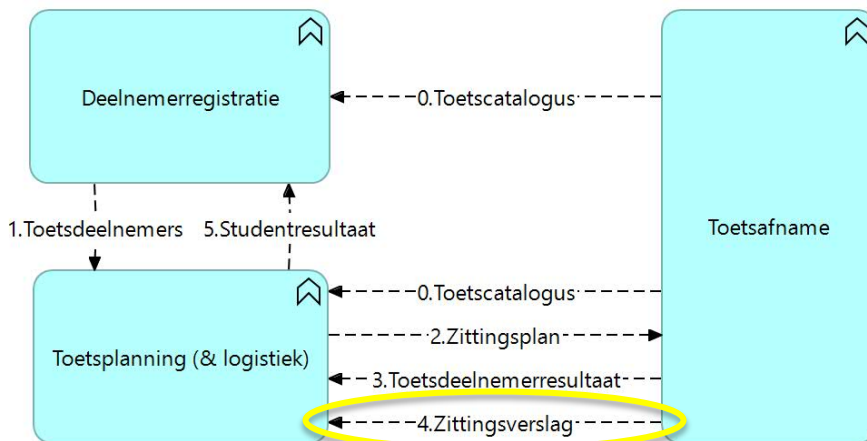 Deelnemerregistratie
0.Toetscatalogus
1.Toetsdeelnemers
5.Studentresultaat
Toetsafname
0.Toetscatalogus
2.Zittingsplan
Toetsplanning (& logistiek)
3.Toetsdeelnemerresultaat
4.Zittingsverslag